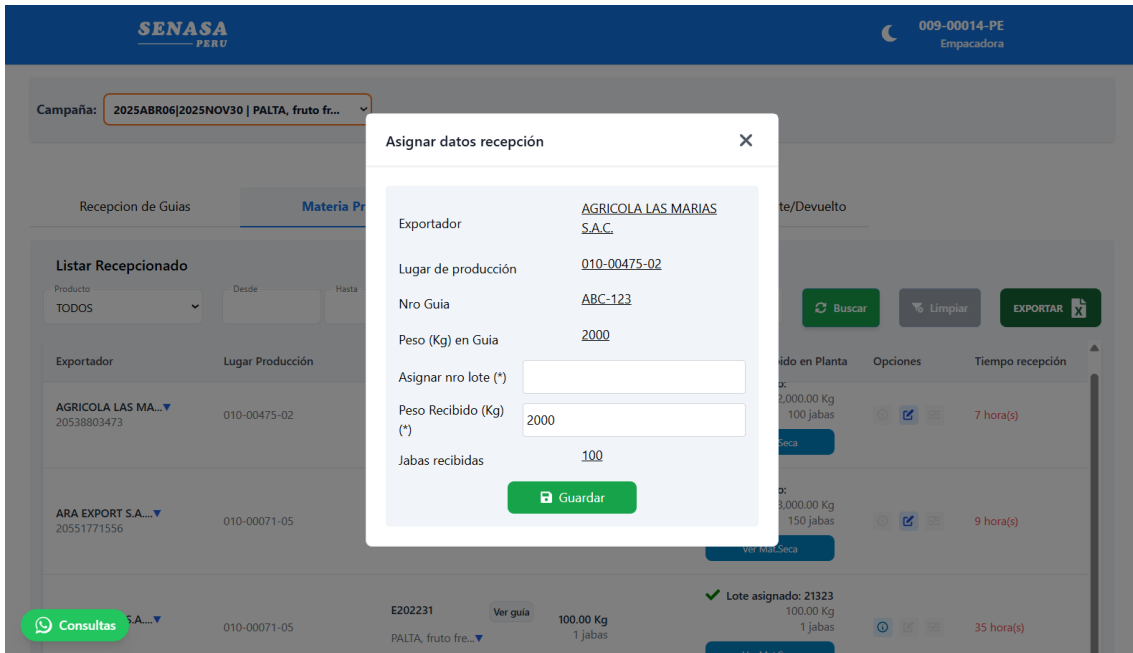 SENASA
PERU
009-00014-PE
Empacadora
Campaña: 2025ABR06|2025NOV30 | PALTA, fruto fr...
Asignar datos recepción
Recepcion de Guias
Materia Pr
te/Devuelto
Exportador
AGRICOLA LAS MARIAS
S.A.C.
Lugar de producción
010-00475-02
Nro Guia
ABC-123
Peso (Kg) en Guia
2000
Asignar nro lote (*)
Peso Recibido (Kg)
(*)
2000
Jabas recibidas
100
Guardar
Listar Recepcionado
Producto
TODOS
Desde
Hasta
Buscar
Limpiar
EXPORTAR
Exportador
Lugar Producción
ido en Planta
Opciones
Tiempo recepción
AGRICOLA LAS MA...
20538803473
010-00475-02
o:
2,000.00 Kg
100 jabas
Seca
7 hora(s)
ARA EXPORT S.A....
20551771556
010-00071-05
o:
3,000.00 Kg
150 jabas
Ver Mat.Seca
9 hora(s)
S.A....
010-00071-05
E202231
Ver guía
PALTA, fruto fre...
100.00 Kg
1 jabas
Lote asignado: 21323
100.00 Kg
1 jabas
35 hora(s)
Consultas